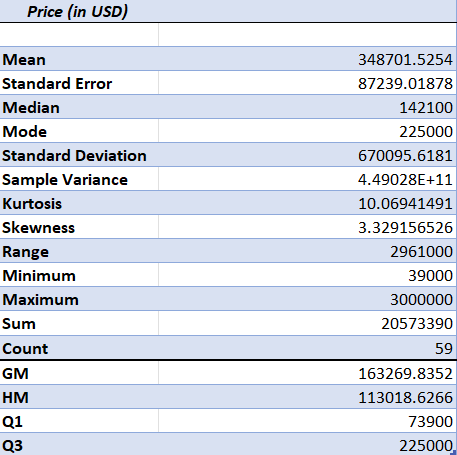 Price (in USD)
Mean 348701.5254
Standard Error 87239.01878
Median 142100
Mode 225000
Standard Deviation 670095.6181
Sample Variance 4.49028E+11
Kurtosis 10.06941491
Skewness 3.329156526
Range 2961000
Minimum 39000
Maximum 3000000
Sum 20573390
Count 59
GM 163269.8352
HM 113018.6266
Q1 73900
Q3 225000